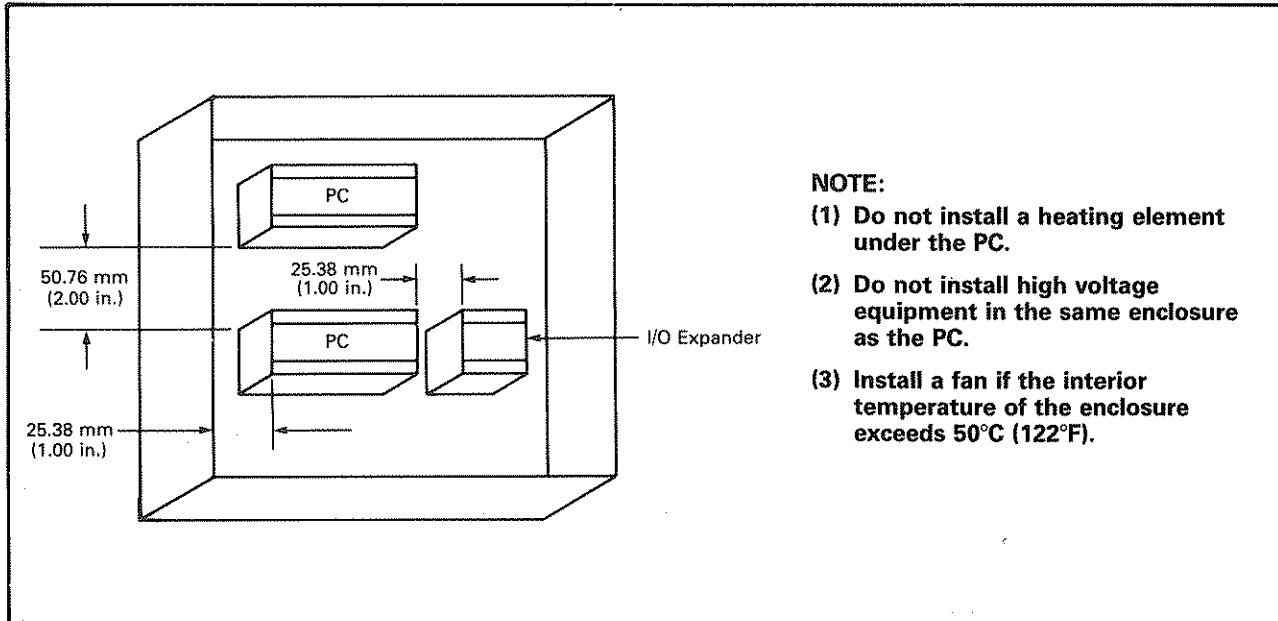 PC
50.76 mm
(2.00 in.)
25.38 mm
(1.00 in.)
PC
I/O Expander
25.38 mm
(1.00 in.)
NOTE:
(1) Do not install a heating element
under the PC.
(2) Do not install high voltage
equipment in the same enclosure
as the PC.
(3) Install a fan if the interior
temperature of the enclosure
exceeds 50°C (122°F).